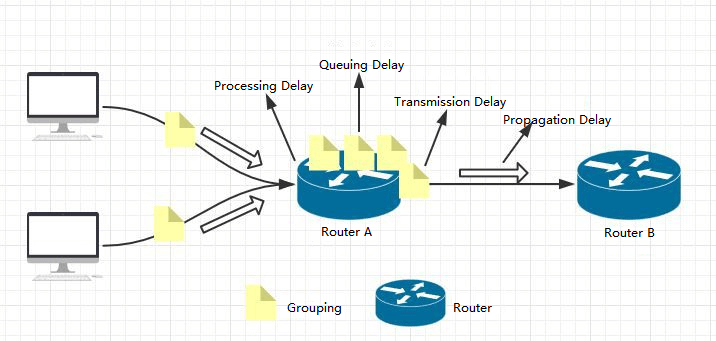 Queuing Delay
Processing Delay
Transmission Delay
Propagation Delay
Router A
Router B
Grouping
Router